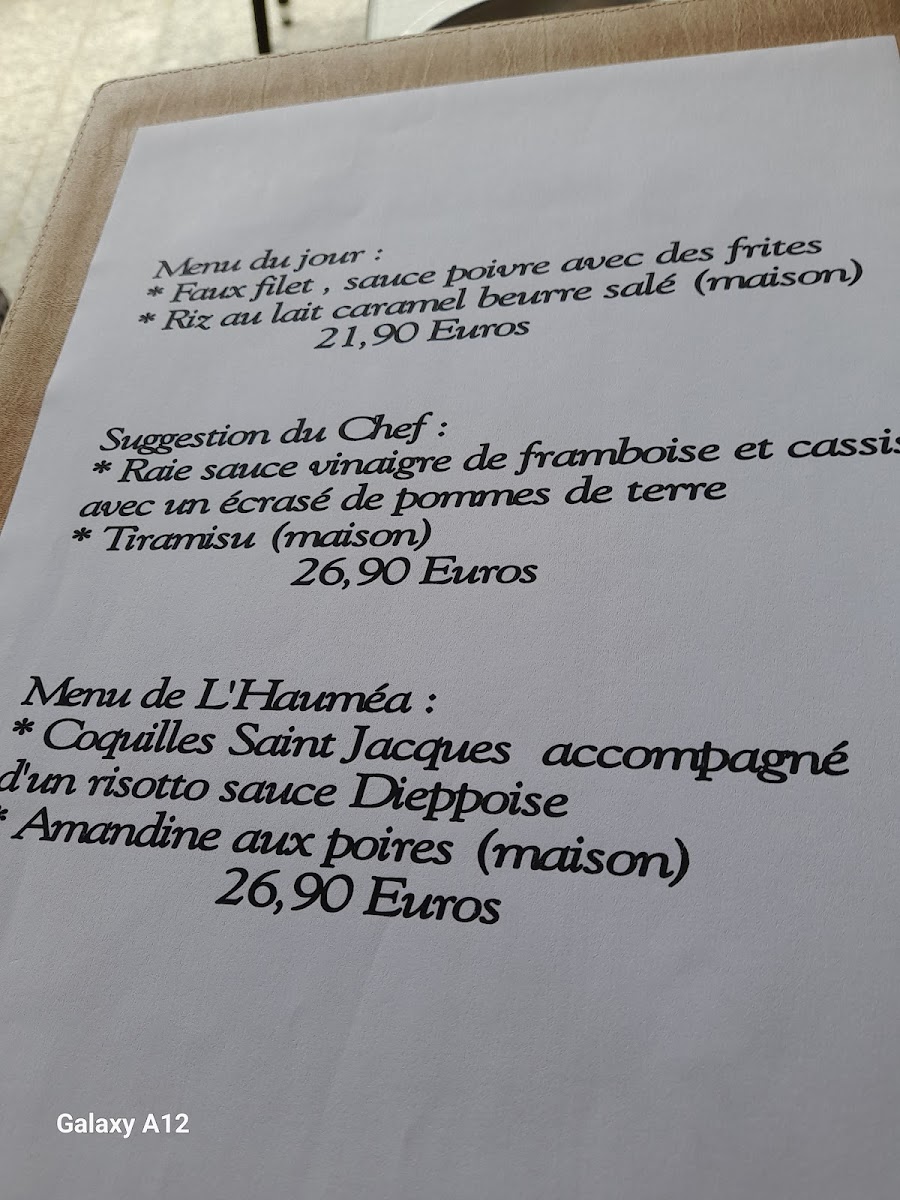 Menu du jour :
* Faux filet , sauce poivre avec des frites
* Riz au lait caramel beurre salé (maison)
21,90 Euros
Suggestion du Chef :
* Raie sauce vinaigre de framboise et cassis
avec un écrasé de pommes de terre
* Tiramisu (maison)
26,90 Euros
Menu de L'Hauméa :
* Coquilles Saint Jacques accompagné
d'un risotto sauce Dieppoise
* Amandine aux poires (maison)
26,90 Euros
Galaxy A12